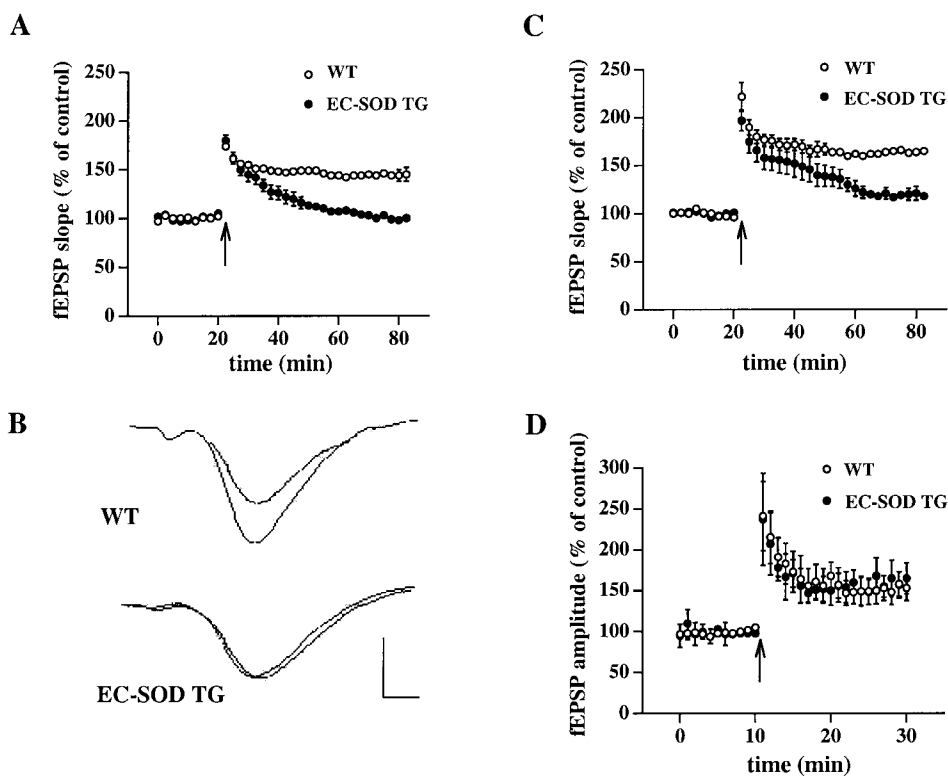 A
250
200
150
100
50
0
fEPSP slope (% of control)
WT
EC-SOD TG
0 20 40 60 80
time (min)
C
250
200
150
100
50
0
fEPSP slope (% of control)
WT
EC-SOD TG
0 20 40 60 80
time (min)
B
WT
EC-SOD TG
D
300
250
200
150
100
50
0
fEPSP amplitude (% of control)
WT
EC-SOD TG
0 10 20 30
time (min)